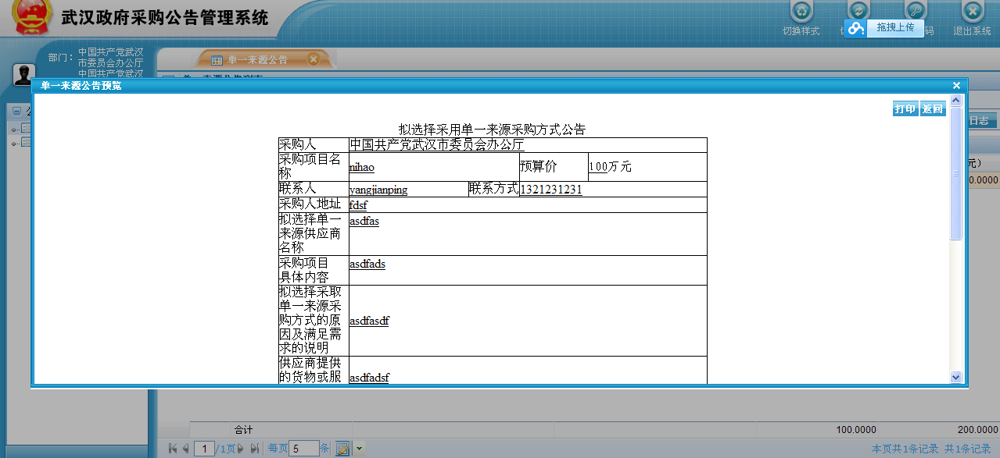 武汉政府采购公告管理系统
切换样式
拖拽上传
码
退出系统
部门：
中国共产党武汉
市委员会办公厅
中国共产党武汉
单一来源公告
单一来源公告预览
打印 返回
日志
拟选择采用单一来源采购方式公告
采购人 中国共产党武汉市委员会办公厅
采购项目名
称
nihao
预算价 100万元
联系人 yangjianping 联系方式 1321231231
采购人地址 fdsf
拟选择单一
来源供应商
名称
asdfas
采购项目
具体内容
asdfads
拟选择采取
单一来源采
购方式的原
因及满足需
求的说明
asdfasdf
供应商提供
的货物或服
asdfadsf
元）
0.0000
合计 100.0000 200.0000
1 /1页 每页 5 条
本页共1条记录 共1条记录